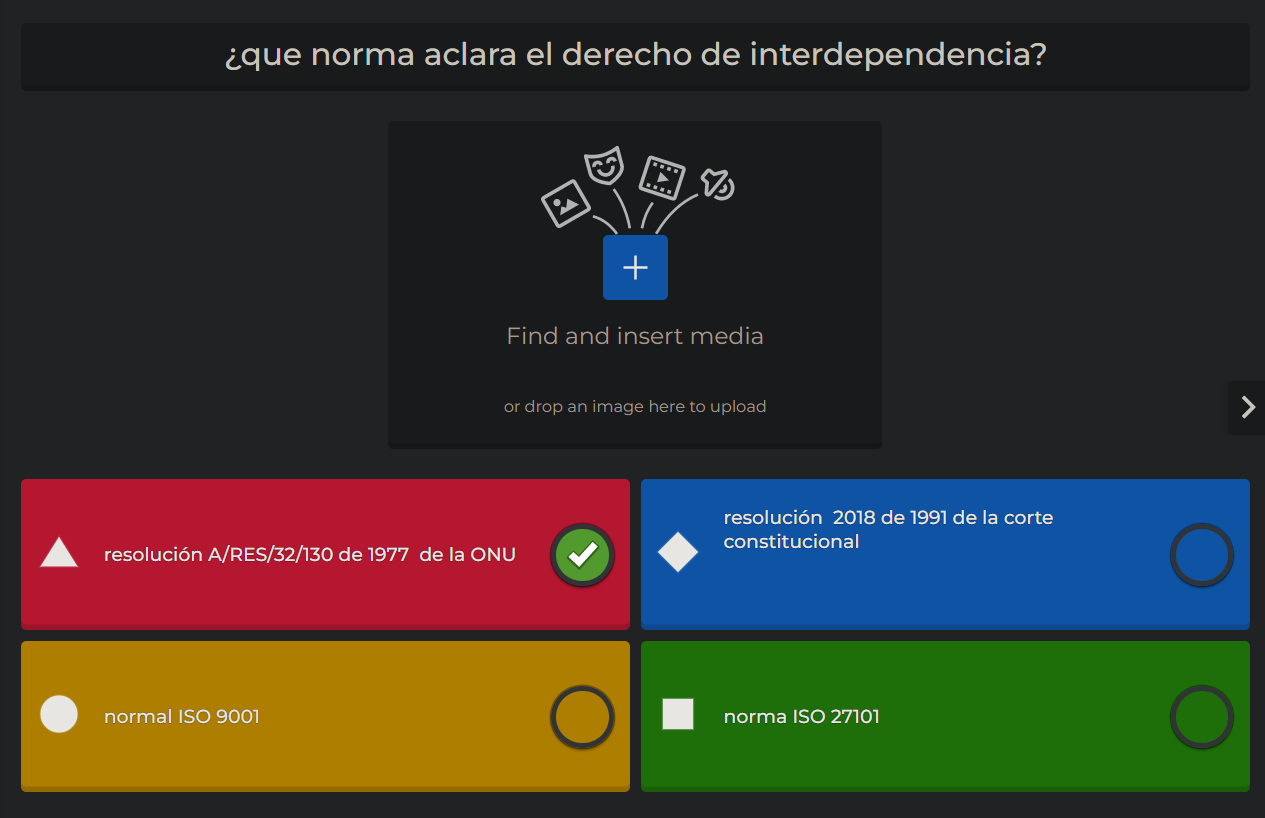 ¿que norma aclara el derecho de interdependencia?
Find and insert media
or drop an image here to upload
resolución A/RES/32/130 de 1977 de la ONU
resolución 2018 de 1991 de la corte
constitucional
normal ISO 9001
norma ISO 27101